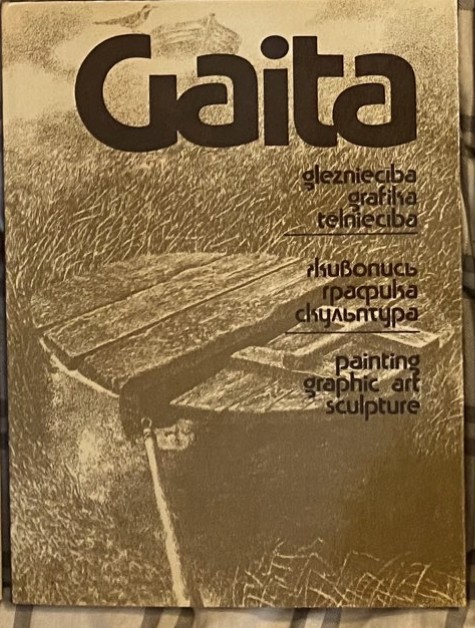 Gaita
glezniecība
grafika
tēlniecība
живопись
графика
скульптура
painting
graphic art
sculpture